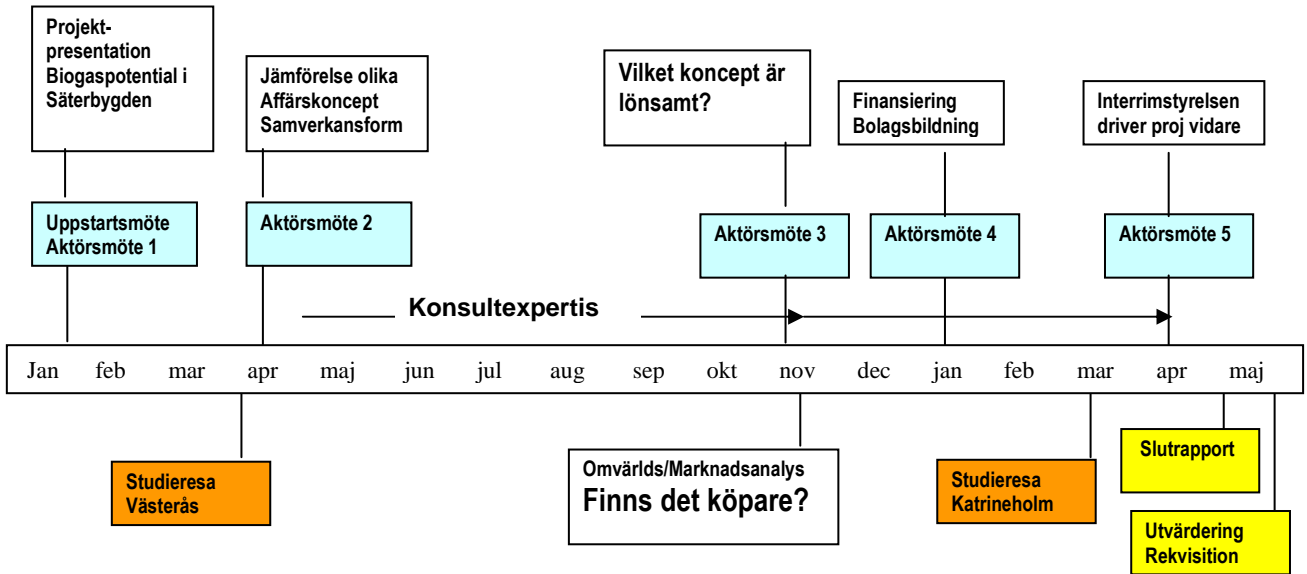 Projekt-
presentation
Biogaspotential i
Säterbygden
Jämförelse olika
Affärskoncept
Samverkansform
Vilket koncept är
lönsamt?
Finansiering
Bolagsbildning
Interrimstyrelsen
driver proj vidare
Uppstartsmöte
Aktörsmöte 1
Aktörsmöte 2
Aktörsmöte 3
Aktörsmöte 4
Aktörsmöte 5
Konsultexpertis
Jan feb mar apr maj jun jul aug sep okt nov dec jan feb mar apr maj
Studieresa
Västerås
Omvärlds/Marknadsanalys
Finns det köpare?
Studieresa
Katrineholm
Slutrapport
Utvärdering
Rekvisition